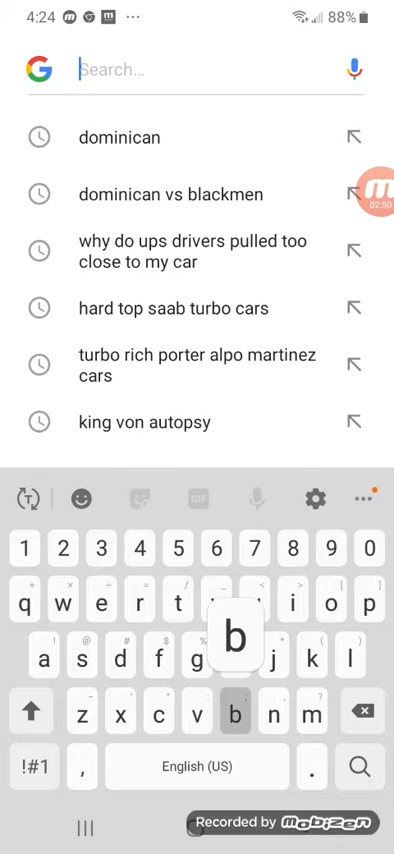 4:24 88%
Search...
dominican
dominican vs blackmen
02:50
why do ups drivers pulled too
close to my car
hard top saab turbo cars
turbo rich porter alpo martinez
cars
king von autopsy
T GIF
1 2 3 4 5 6 7 8 9 0
+ × ÷ = / _ < > [ ]
q w e r t i o p
b
! @ # $ % * ( )
a s d f g j k l
- ' " : ; ?
z x c v b n m
!#1 , English (US) .
Recorded by mobizen